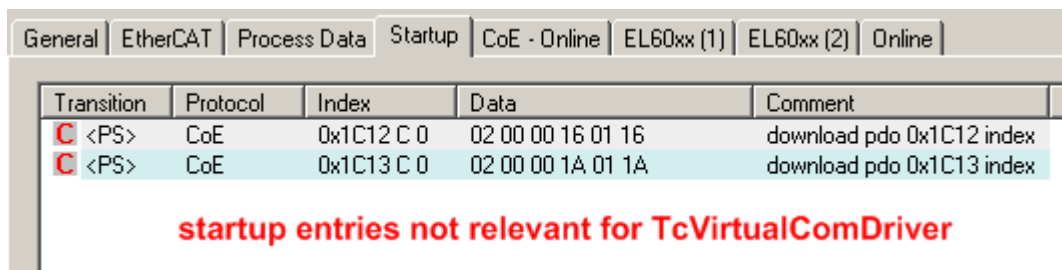 General EtherCAT Process Data Startup CoE - Online EL60xx (1) EL60xx (2) Online
Transition Protocol Index Data Comment
C <PS> CoE 0x1C12 C 0 02 00 00 16 01 16 download pdo 0x1C12 index
C <PS> CoE 0x1C13 C 0 02 00 00 1A 01 1A download pdo 0x1C13 index
startup entries not relevant for TcVirtualComDriver